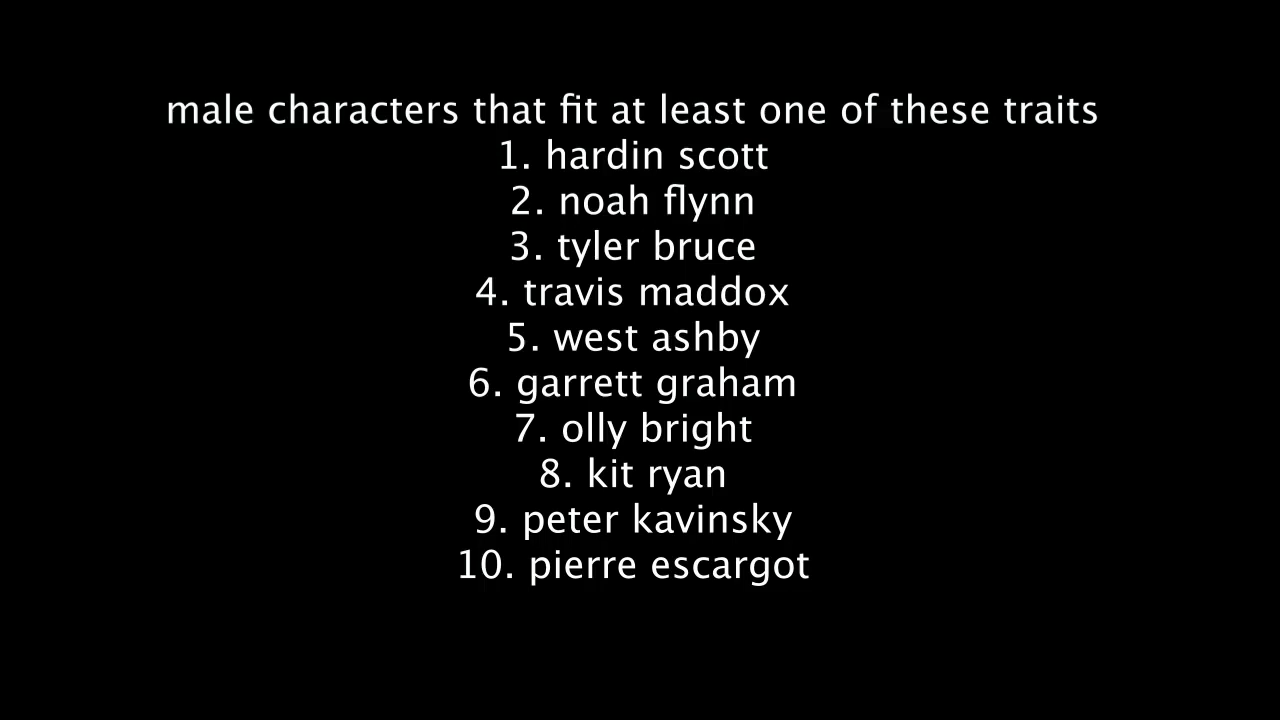 male characters that fit at least one of these traits
1. hardin scott
2. noah flynn
3. tyler bruce
4. travis maddox
5. west ashby
6. garrett graham
7. olly bright
8. kit ryan
9. peter kavinsky
10. pierre escargot